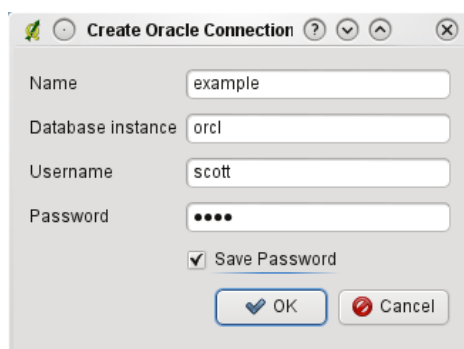 Create Oracle Connection
Name example
Database instance orcl
Username scott
Password ••••
Save Password
OK Cancel